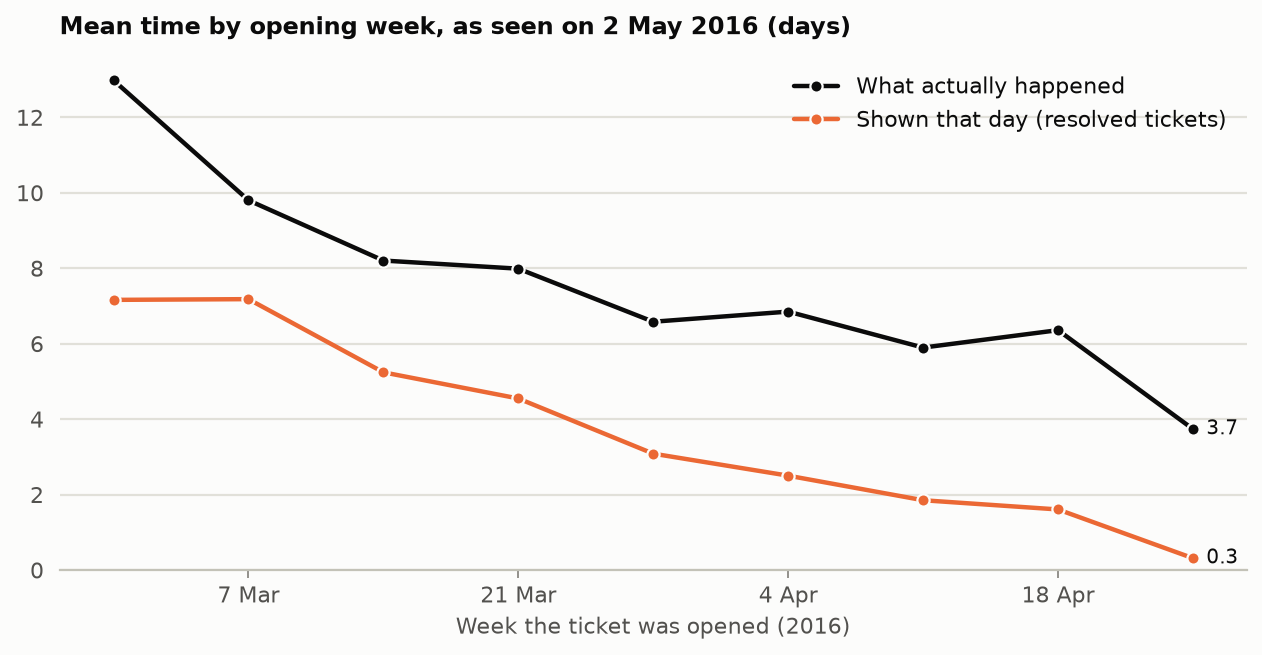 Mean time by opening week, as seen on 2 May 2016 (days)
What actually happened
Shown that day (resolved tickets)
12
10
8
6
4
2
0
3.7
0.3
7 Mar
21 Mar
4 Apr
18 Apr
Week the ticket was opened (2016)